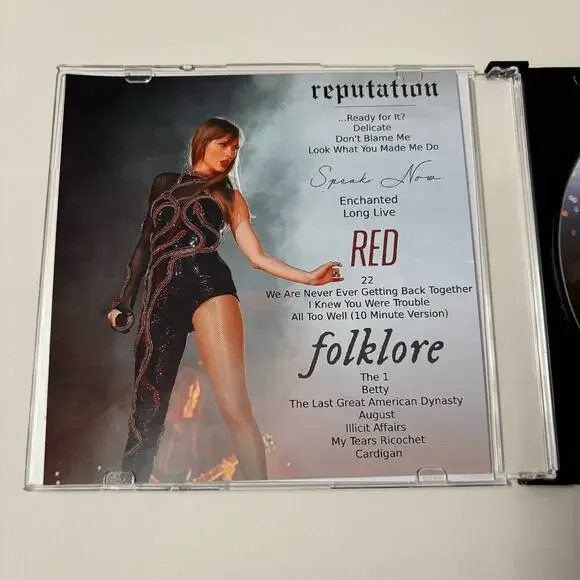 reputation
...Ready for It?
Delicate
Don't Blame Me
Look What You Made Me Do
Speak Now
Enchanted
Long Live
RED
22
We Are Never Ever Getting Back Together
I Knew You Were Trouble
All Too Well (10 Minute Version)
folklore
The 1
Betty
The Last Great American Dynasty
August
Illicit Affairs
My Tears Ricochet
Cardigan